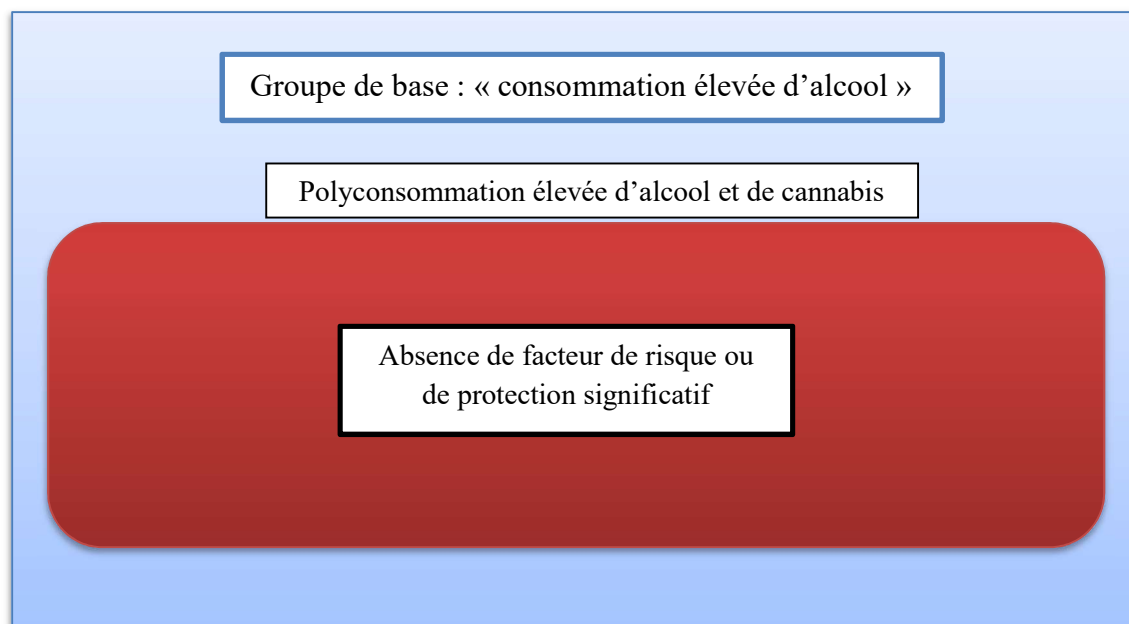 Groupe de base : « consommation élevée d’alcool »
Polyconsommation élevée d’alcool et de cannabis
Absence de facteur de risque ou
de protection significatif